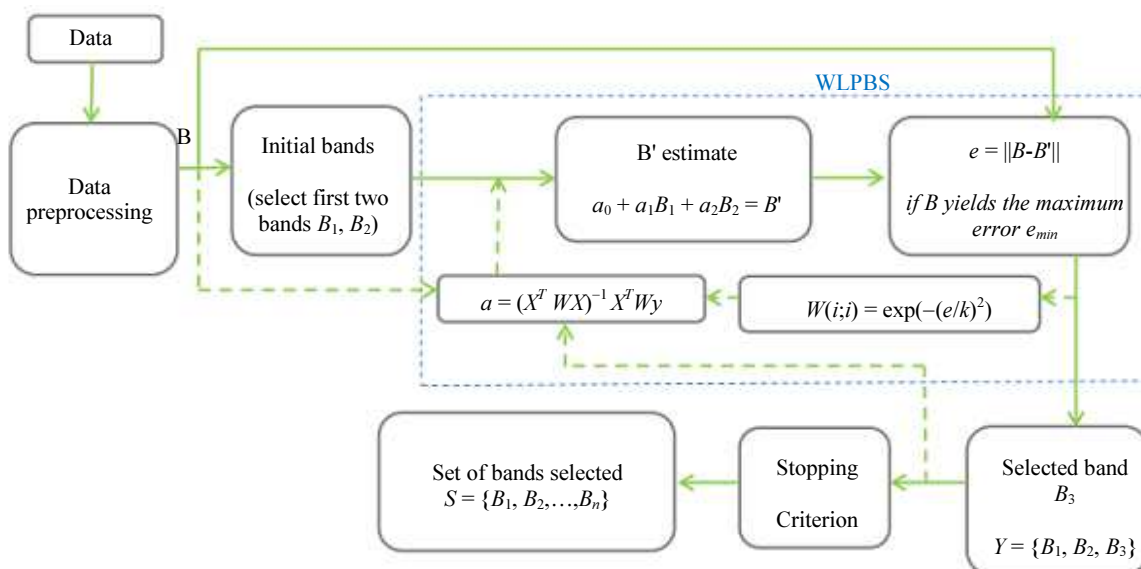 Data
WLPBS
B
Data
preprocessing
Initial bands
(select first two
bands B₁, B₂)
B' estimate
a₀ + a₁B₁ + a₂B₂ = B'
e = ||B-B'||
if B yields the maximum
error eₘᵢₙ
a = (Xᵀ WX)⁻¹ XᵀWy
W(i;i) = exp(−(e/k)²)
Set of bands selected
S = {B₁, B₂,…,Bₙ}
Stopping
Criterion
Selected band
B₃
Y = {B₁, B₂, B₃}